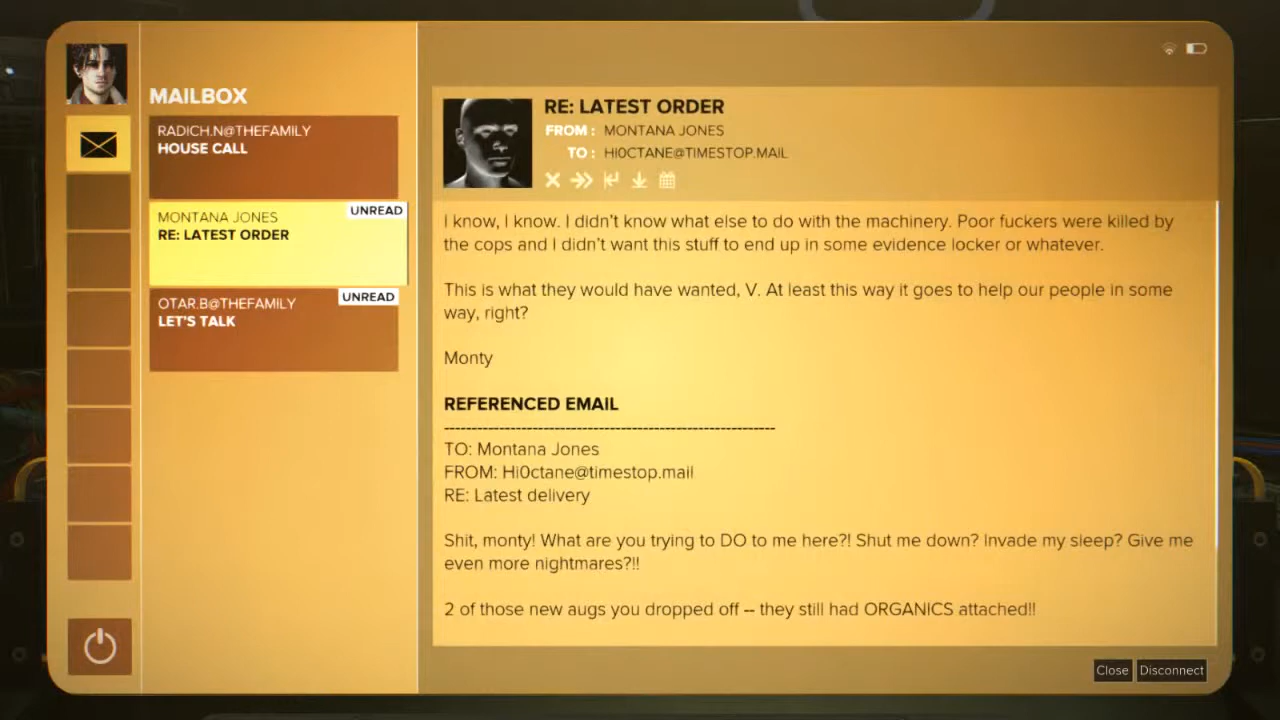 MAILBOX
RADICH.N@THEFAMILY
HOUSE CALL
UNREAD
MONTANA JONES
RE: LATEST ORDER
UNREAD
OTAR.B@THEFAMILY
LET'S TALK
RE: LATEST ORDER
FROM : MONTANA JONES
TO : HI0CTANE@TIMESTOP.MAIL
I know, I know. I didn't know what else to do with the machinery. Poor fuckers were killed by
the cops and I didn't want this stuff to end up in some evidence locker or whatever.
This is what they would have wanted, V. At least this way it goes to help our people in some
way, right?
Monty
REFERENCED EMAIL
------------------------------------------------------------
TO: Montana Jones
FROM: Hi0ctane@timestop.mail
RE: Latest delivery
Shit, monty! What are you trying to DO to me here?! Shut me down? Invade my sleep? Give me
even more nightmares?!!
2 of those new augs you dropped off -- they still had ORGANICS attached!!
Close Disconnect